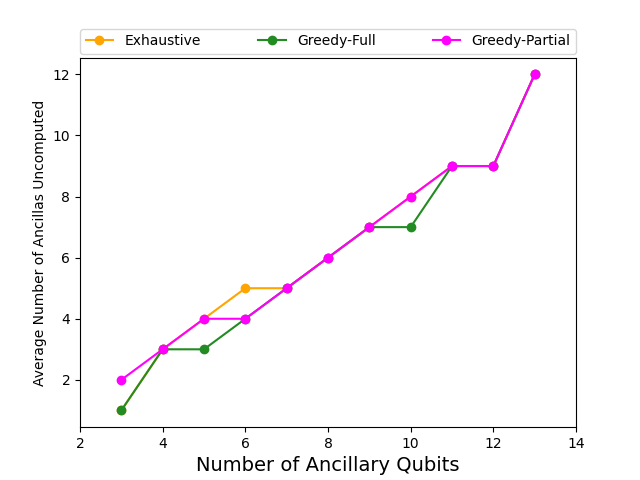 Exhaustive Greedy-Full Greedy-Partial
Average Number of Ancillas Uncomputed
12
10
8
6
4
2
2 4 6 8 10 12 14
Number of Ancillary Qubits